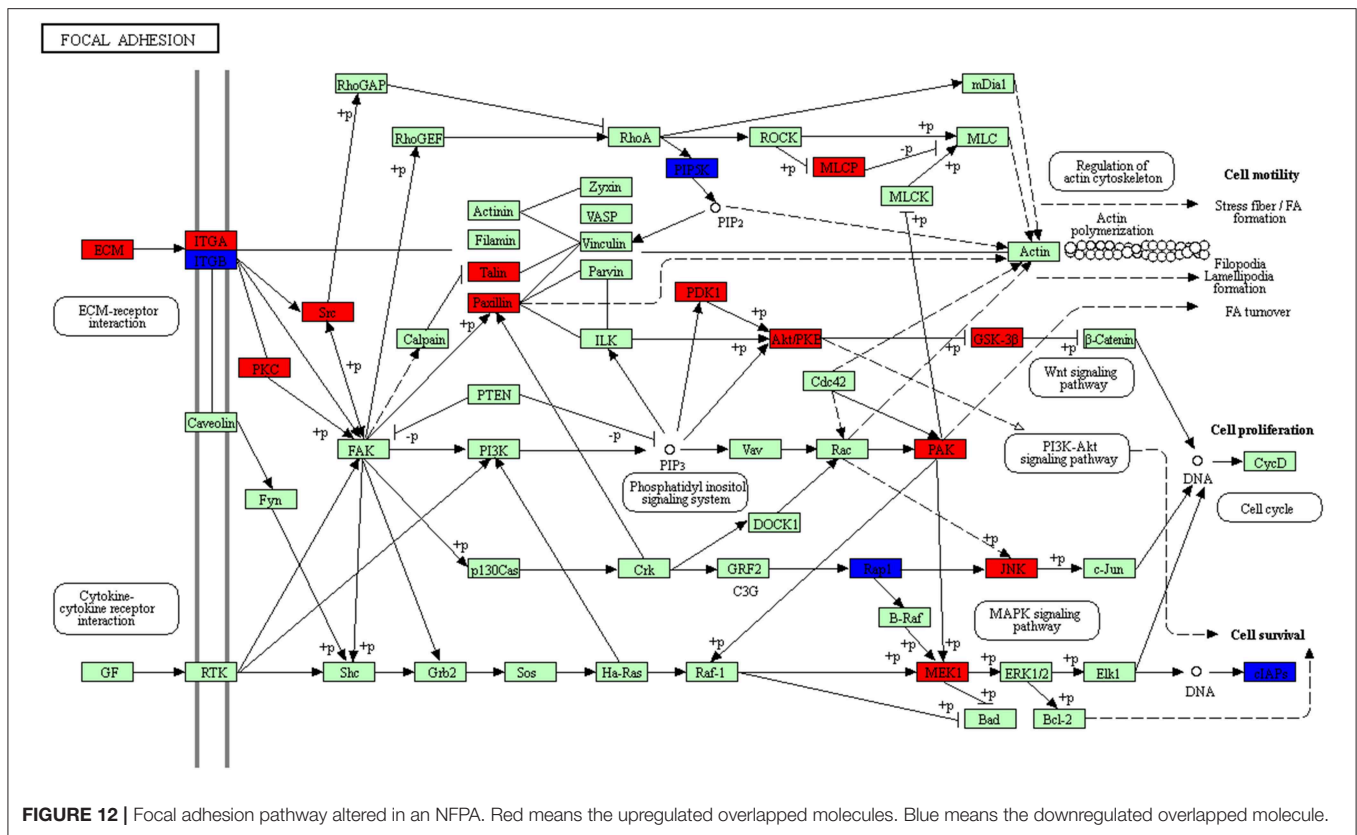 FOCAL ADHESION
RhoGAP
mDia1
+p
+p
RhoGEF
RhoA
ROCK
MLC
+p
-p
PIP5K
MLCP
+p
+p
Regulation of
actin cytoskeleton
Cell motility
Zyxin
MLCK
Actinin
VASP
PIP2
+p
Stress fiber / FA
formation
Filamin
Vinculin
Actin
polymerization
ECM
ITGA
ITGB
Actin
Talin
Parvin
Filopodia
Lamellipodia
formation
ECM-receptor
interaction
Src
Paxillin
PDK1
FA turnover
+p
+p
Calpain
ILK
Akt/PKB
GSK-3β
β-Catenin
+p
+p
+p
+p
PKC
Cdc42
Wnt signaling
pathway
PTEN
Caveolin
+p
-p
-p
FAK
PI3K
PIP3
Vav
Rac
PAK
PI3K-Akt
signaling pathway
Cell proliferation
DNA
CycD
Phosphatidyl inositol
signaling system
Fyn
DOCK1
Cell cycle
+p
+p
+p
p130Cas
Crk
GRF2
C3G
Rap1
JNK
c-Jun
Cytokine-
cytokine receptor
interaction
B-Raf
MAPK signaling
pathway
Cell survival
+p
+p
+p
+p
+p
+p
+p
GF
RTK
Shc
Grb2
Sos
Ha-Ras
Raf-1
MEK1
ERK1/2
Elk1
DNA
cIAPs
+p
+p
+p
Bad
Bcl-2
FIGURE 12 | Focal adhesion pathway altered in an NFPA. Red means the upregulated overlapped molecules. Blue means the downregulated overlapped molecule.